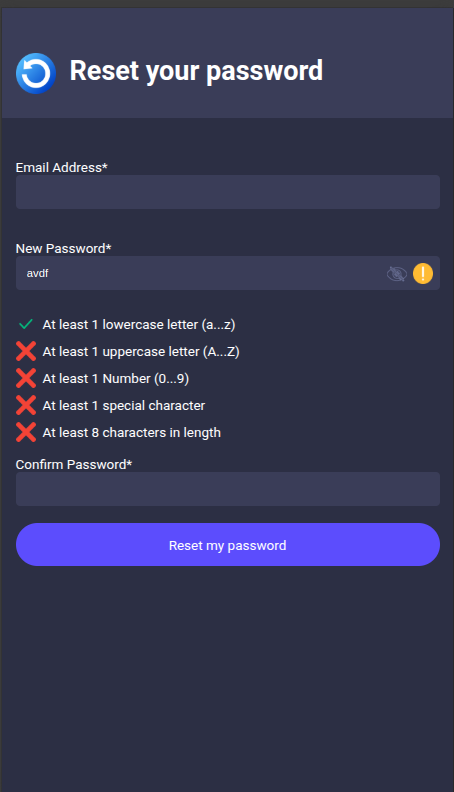 Reset your password
Email Address*
New Password*
avdf
At least 1 lowercase letter (a...z)
At least 1 uppercase letter (A...Z)
At least 1 Number (0...9)
At least 1 special character
At least 8 characters in length
Confirm Password*
Reset my password